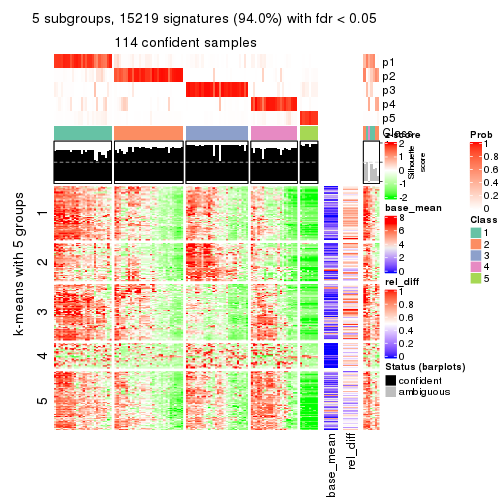 5 subgroups, 15219 signatures (94.0%) with fdr < 0.05
114 confident samples
p1
p2
p3
p4
p5
Class
z-score
2
1
0
-1
-2
Silhouette
score
1
2
3
4
5
k-means with 5 groups
base_mean
rel_diff
base_mean
8
6
4
2
0
rel_diff
1
0.8
0.6
0.4
0.2
0
Status (barplots)
confident
ambiguous
Prob
1
0.8
0.6
0.4
0.2
0
Class
1
2
3
4
5